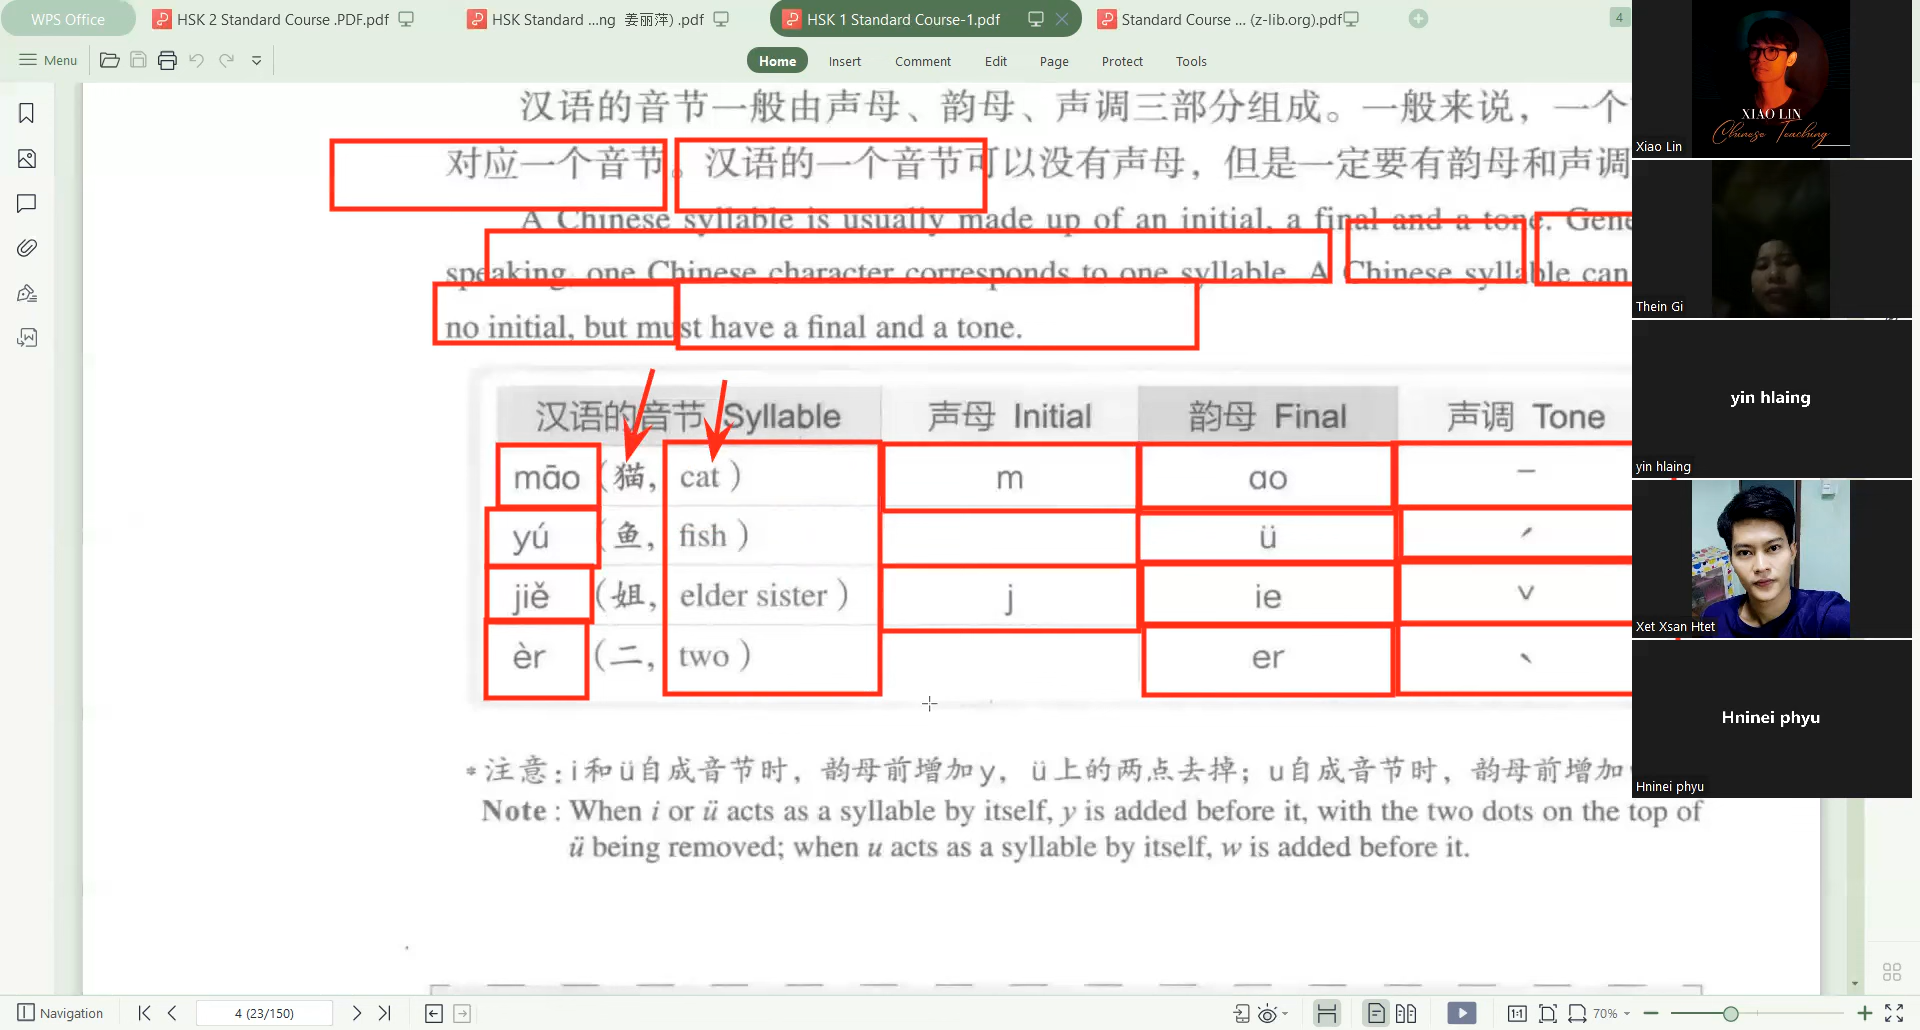 WPS Office
HSK 2 Standard Course .PDF.pdf
HSK Standard ...ng 姜丽萍) .pdf
HSK 1 Standard Course-1.pdf
Standard Course ... (z-lib.org).pdf
4
Menu
Home
Insert
Comment
Edit
Page
Protect
Tools
汉语的音节一般由声母、韵母、声调三部分组成。一般来说，一个
对应一个音节。汉语的一个音节可以没有声母，但是一定要有韵母和声调
A Chinese syllable is usually made up of an initial, a final and a tone. Gene
speaking, one Chinese character corresponds to one syllable. A Chinese syllable can
no initial, but must have a final and a tone.
汉语的音节 Syllable 声母 Initial 韵母 Final 声调 Tone
māo (猫, cat) m ao ˉ
yú (鱼, fish) ü ˊ
jiě (姐, elder sister) j ie ˇ
èr (二, two) er ˋ
*注意: i和ü自成音节时，韵母前增加y，ü上的两点去掉；u自成音节时，韵母前增加
Note : When i or ü acts as a syllable by itself, y is added before it, with the two dots on the top of
ü being removed; when u acts as a syllable by itself, w is added before it.
XIAO LIN
Chinese Teaching
Xiao Lin
Thein Gi
yin hlaing
yin hlaing
Xet Xsan Htet
Hninei phyu
Hninei phyu
Navigation
4 (23/150)
1:1
70%